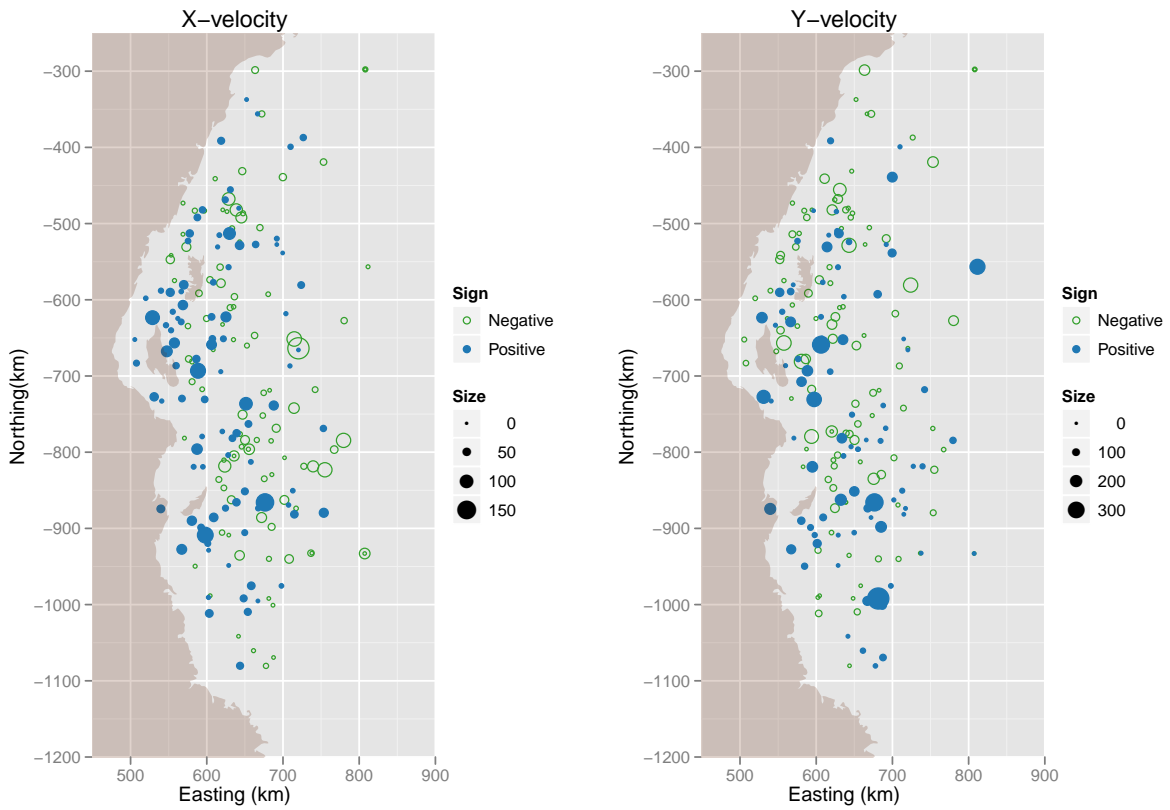 X−velocity
−300
−400
−500
−600
−700
−800
−900
−1000
−1100
−1200
Northing(km)
500 600 700 800 900
Easting (km)
Sign
Negative
Positive
Size
0
50
100
150
Y−velocity
−300
−400
−500
−600
−700
−800
−900
−1000
−1100
−1200
Northing(km)
500 600 700 800 900
Easting (km)
Sign
Negative
Positive
Size
0
100
200
300